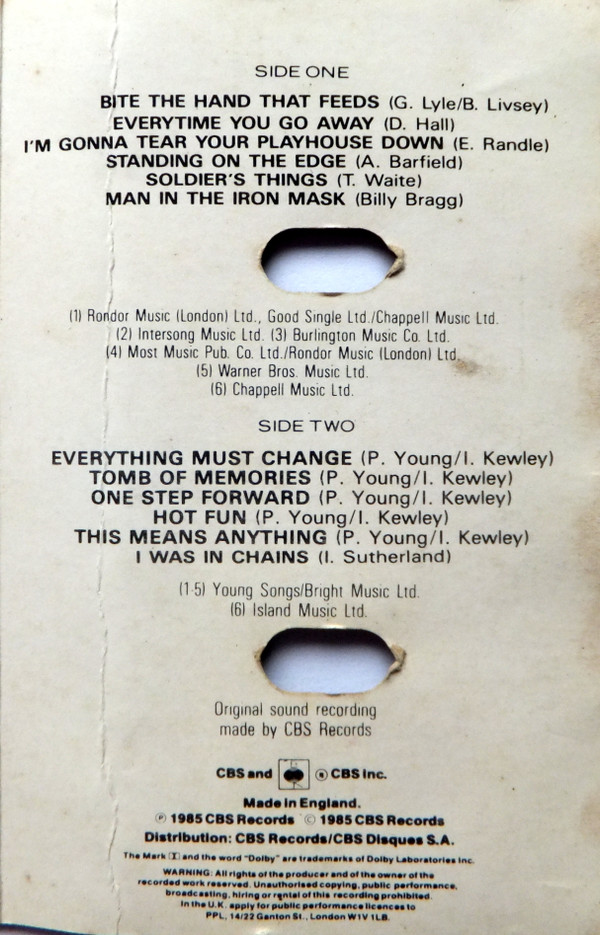 SIDE ONE
BITE THE HAND THAT FEEDS (G. Lyle/B. Livsey)
EVERYTIME YOU GO AWAY (D. Hall)
I'M GONNA TEAR YOUR PLAYHOUSE DOWN (E. Randle)
STANDING ON THE EDGE (A. Barfield)
SOLDIER'S THINGS (T. Waite)
MAN IN THE IRON MASK (Billy Bragg)
(1) Rondor Music (London) Ltd., Good Single Ltd./Chappell Music Ltd.
(2) Intersong Music Ltd. (3) Burlington Music Co. Ltd.
(4) Most Music Pub. Co. Ltd./Rondor Music (London) Ltd.
(5) Warner Bros. Music Ltd.
(6) Chappell Music Ltd.
SIDE TWO
EVERYTHING MUST CHANGE (P. Young/I. Kewley)
TOMB OF MEMORIES (P. Young/I. Kewley)
ONE STEP FORWARD (P. Young/I. Kewley)
HOT FUN (P. Young/I. Kewley)
THIS MEANS ANYTHING (P. Young/I. Kewley)
I WAS IN CHAINS (I. Sutherland)
(1-5) Young Songs/Bright Music Ltd.
(6) Island Music Ltd.
Original sound recording
made by CBS Records
CBS and ® CBS Inc.
Made in England.
℗ 1985 CBS Records © 1985 CBS Records
Distribution: CBS Records/CBS Disques S.A.
The Mark and the word "Dolby" are trademarks of Dolby Laboratories Inc.
WARNING: All rights of the producer and of the owner of the
recorded work reserved. Unauthorised copying, public performance,
broadcasting, hiring or rental of this recording prohibited.
In the U.K. apply for public performance licences to
PPL, 14/22 Ganton St., London W1V 1LB.